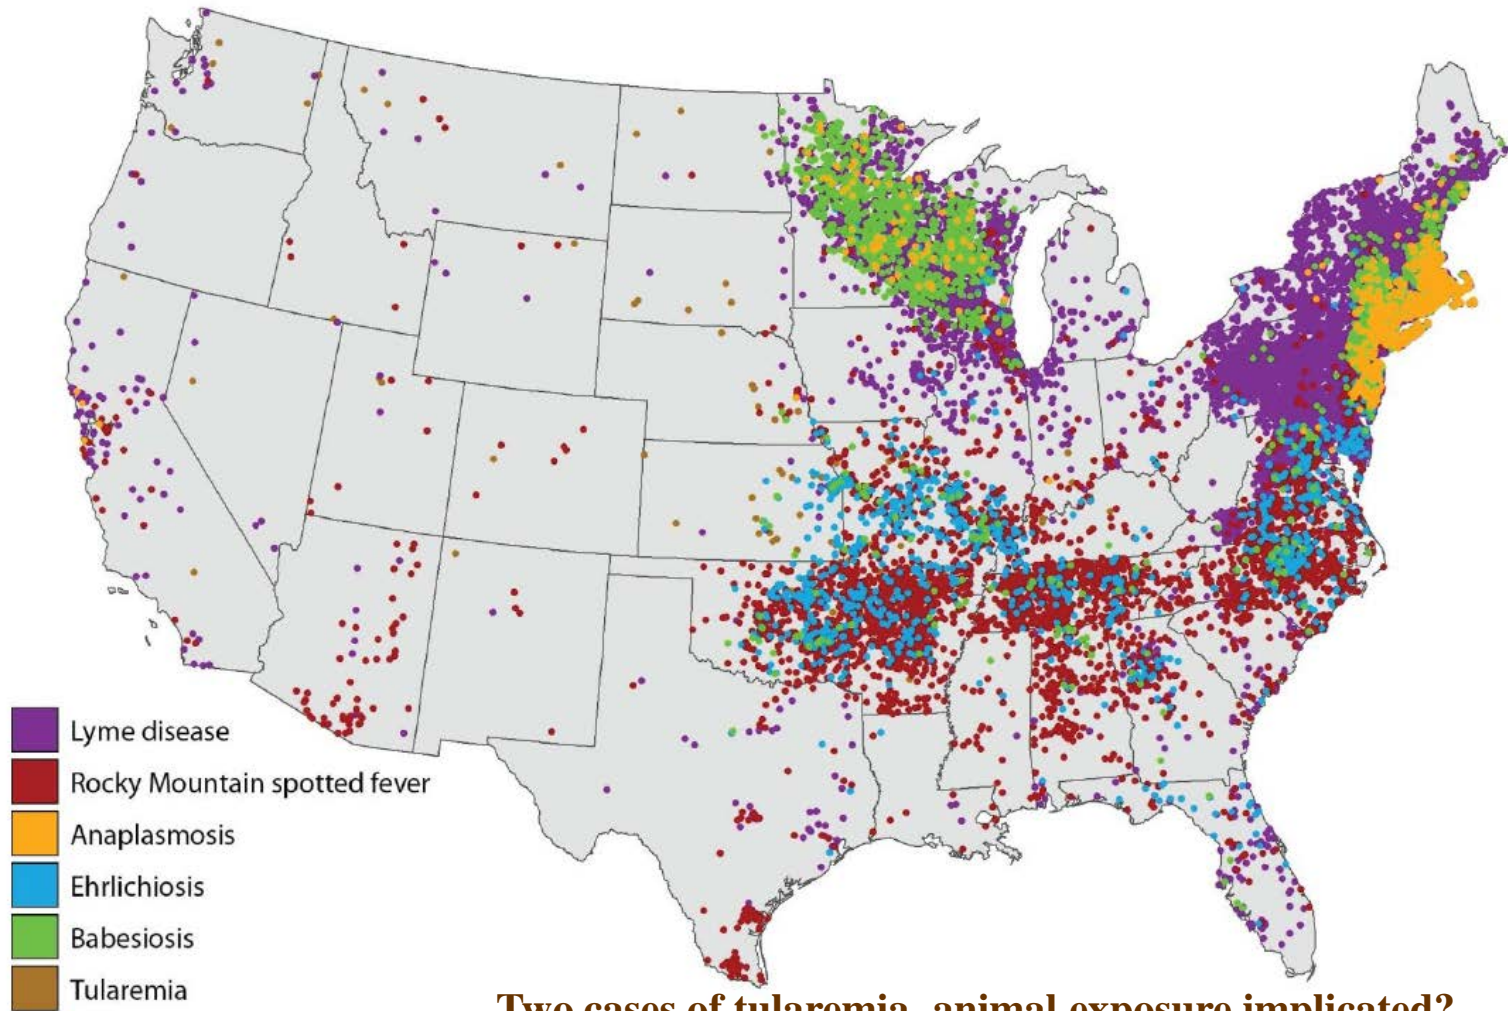 Lyme disease
Rocky Mountain spotted fever
Anaplasmosis
Ehrlichiosis
Babesiosis
Tularemia
Two cases of tularemia, animal exposure implicated?